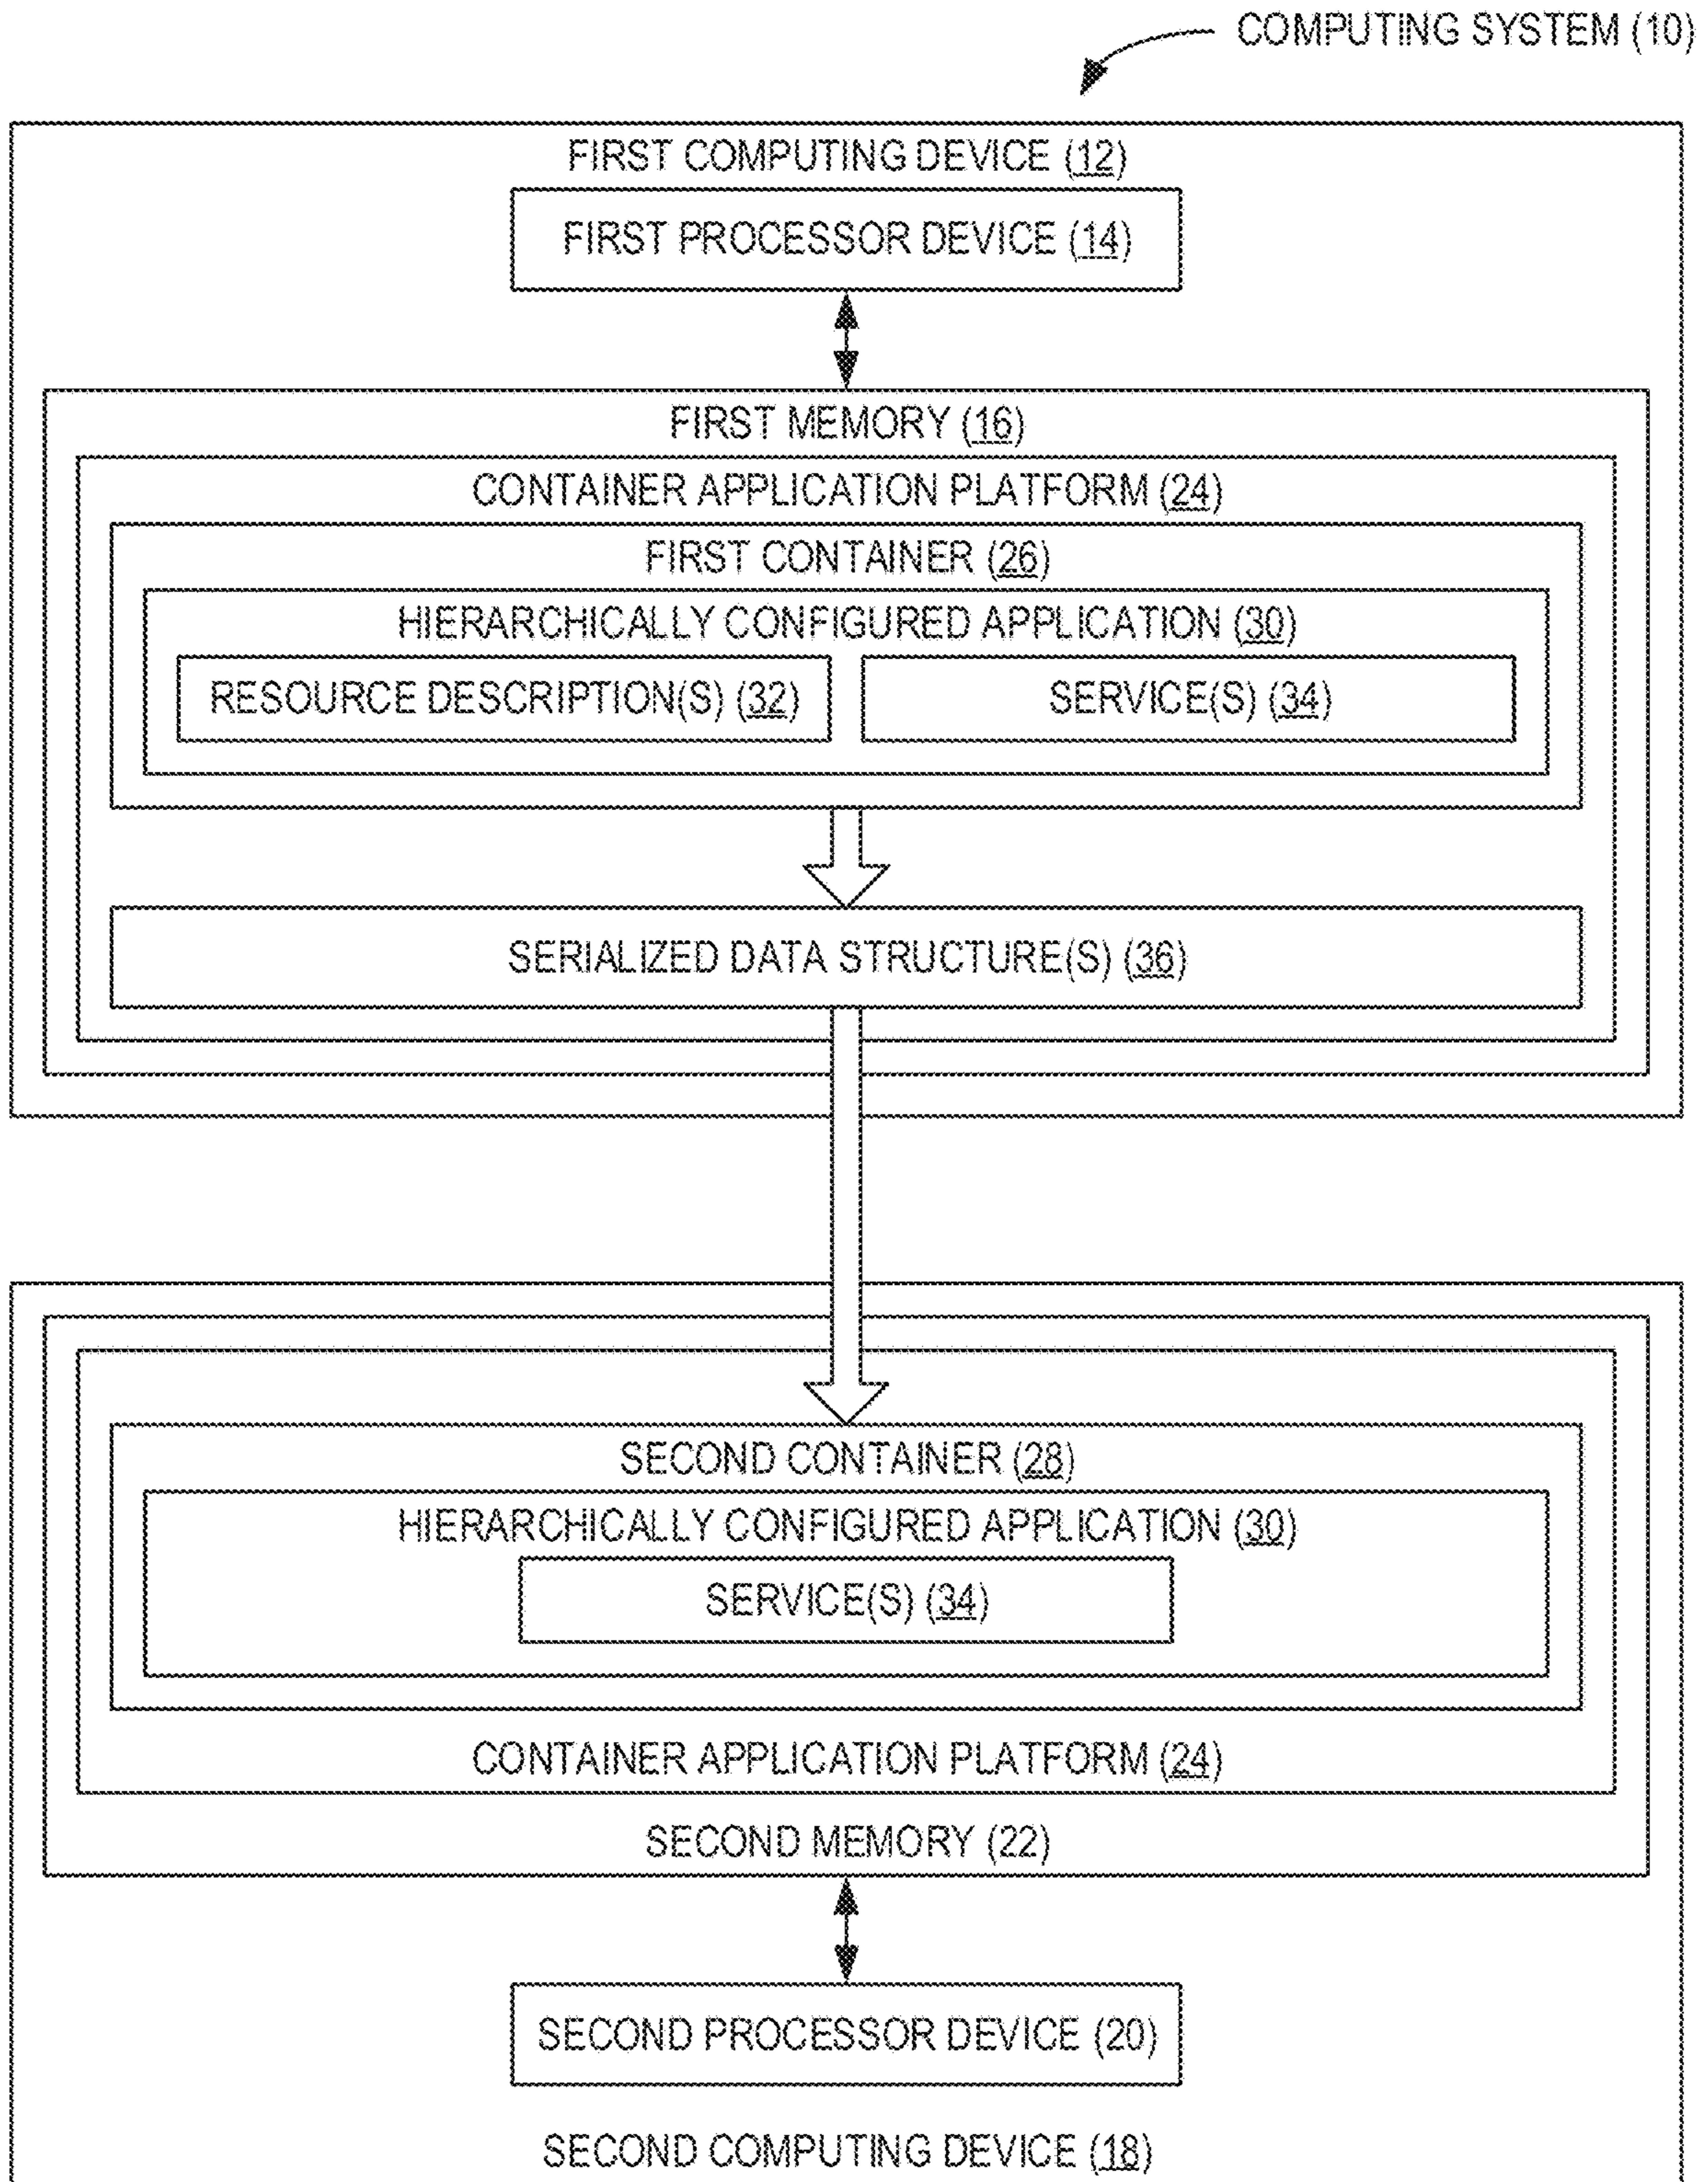 COMPUTING SYSTEM (10)
FIRST COMPUTING DEVICE (12)
FIRST PROCESSOR DEVICE (14)
FIRST MEMORY (16)
CONTAINER APPLICATION PLATFORM (24)
FIRST CONTAINER (26)
HIERARCHICALLY CONFIGURED APPLICATION (30)
RESOURCE DESCRIPTION(S) (32)
SERVICE(S) (34)
SERIALIZED DATA STRUCTURE(S) (36)
SECOND CONTAINER (28)
HIERARCHICALLY CONFIGURED APPLICATION (30)
SERVICE(S) (34)
CONTAINER APPLICATION PLATFORM (24)
SECOND MEMORY (22)
SECOND PROCESSOR DEVICE (20)
SECOND COMPUTING DEVICE (18)